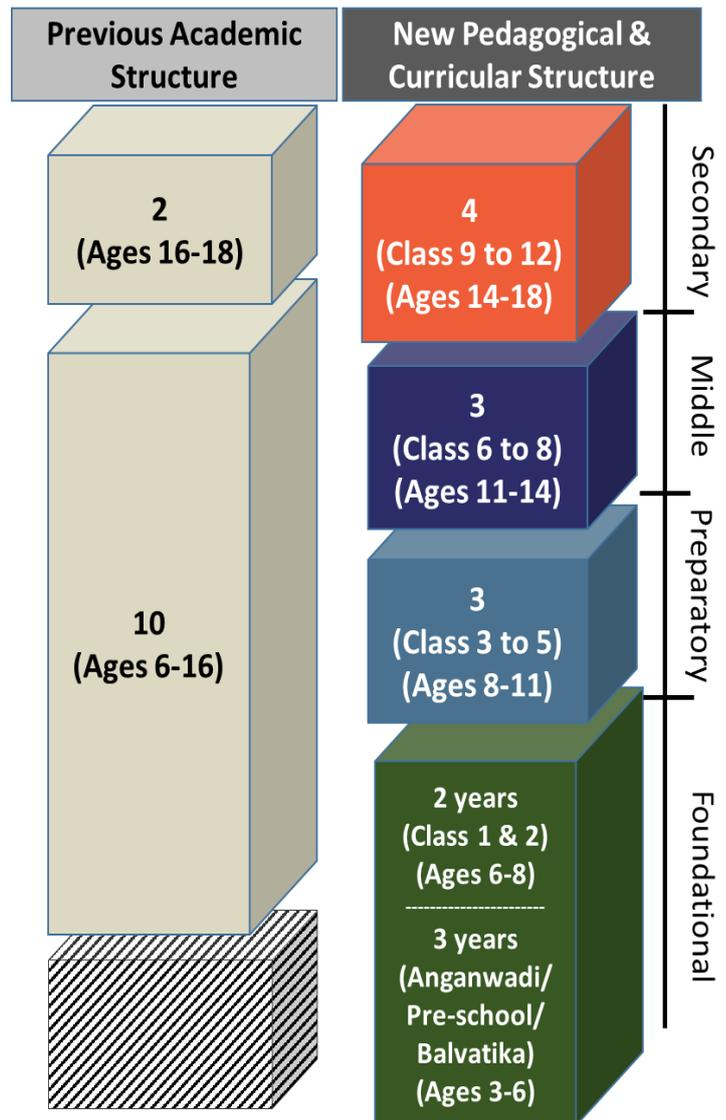 Previous Academic
Structure
New Pedagogical &
Curricular Structure
2
(Ages 16-18)
10
(Ages 6-16)
4
(Class 9 to 12)
(Ages 14-18)
3
(Class 6 to 8)
(Ages 11-14)
3
(Class 3 to 5)
(Ages 8-11)
2 years
(Class 1 & 2)
(Ages 6-8)
------------------------
3 years
(Anganwadi/
Pre-school/
Balvatika)
(Ages 3-6)
Secondary
Middle
Preparatory
Foundational